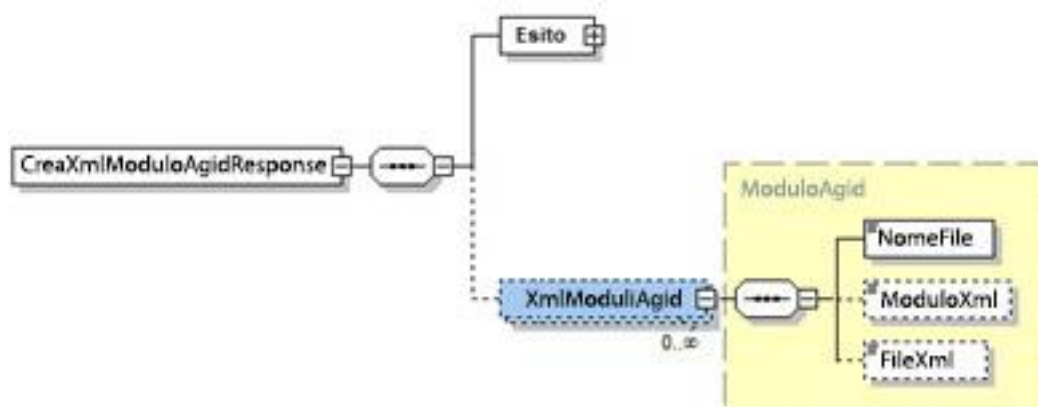 Esito
CreaXmlModuloAgidResponse
ModuloAgid
NomeFile
XmlModuliAgid
ModuloXml
0..∞
FileXml